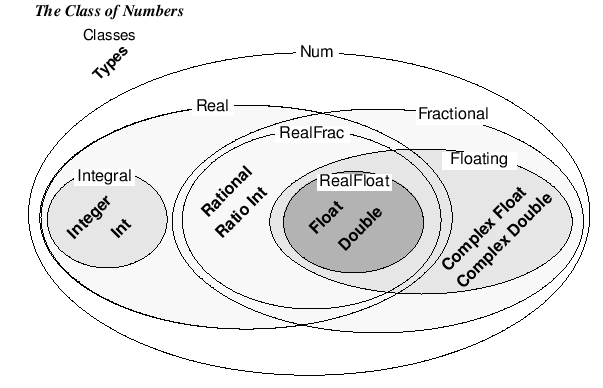 The Class of Numbers
Classes
Types
Num
Real
Fractional
RealFrac
Floating
Integral
RealFloat
Integer
Int
Rational
Ratio Int
Float
Double
Complex Float
Complex Double